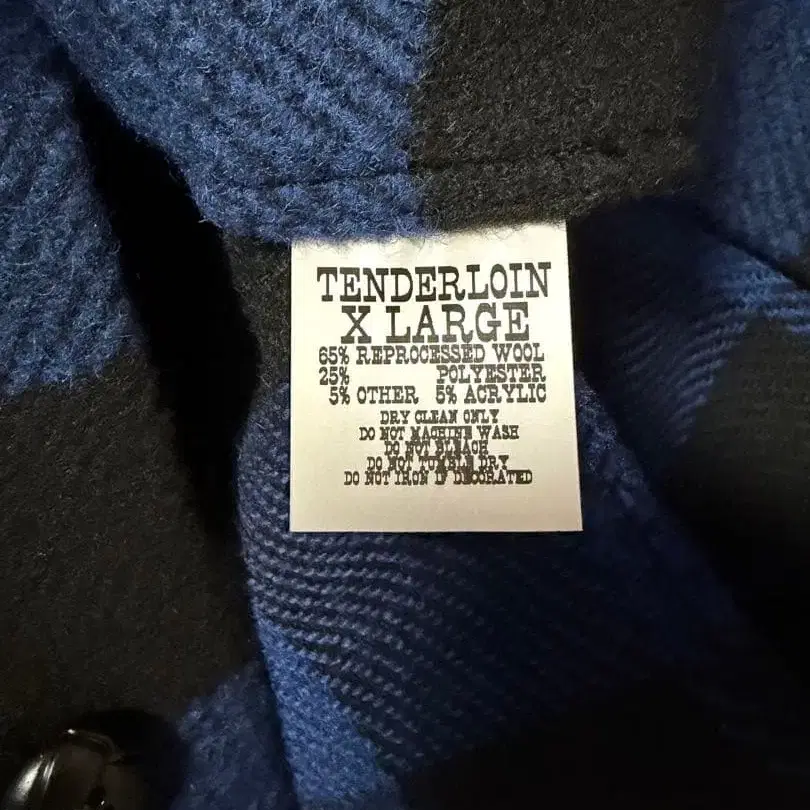 TENDERLOIN
X LARGE
65% REPROCESSED WOOL
25% POLYESTER
5% OTHER 5% ACRYLIC
DRY CLEAN ONLY
DO NOT MACHINE WASH
DO NOT BLEACH
DO NOT TUMBLE DRY
DO NOT IRON IF DECORATED